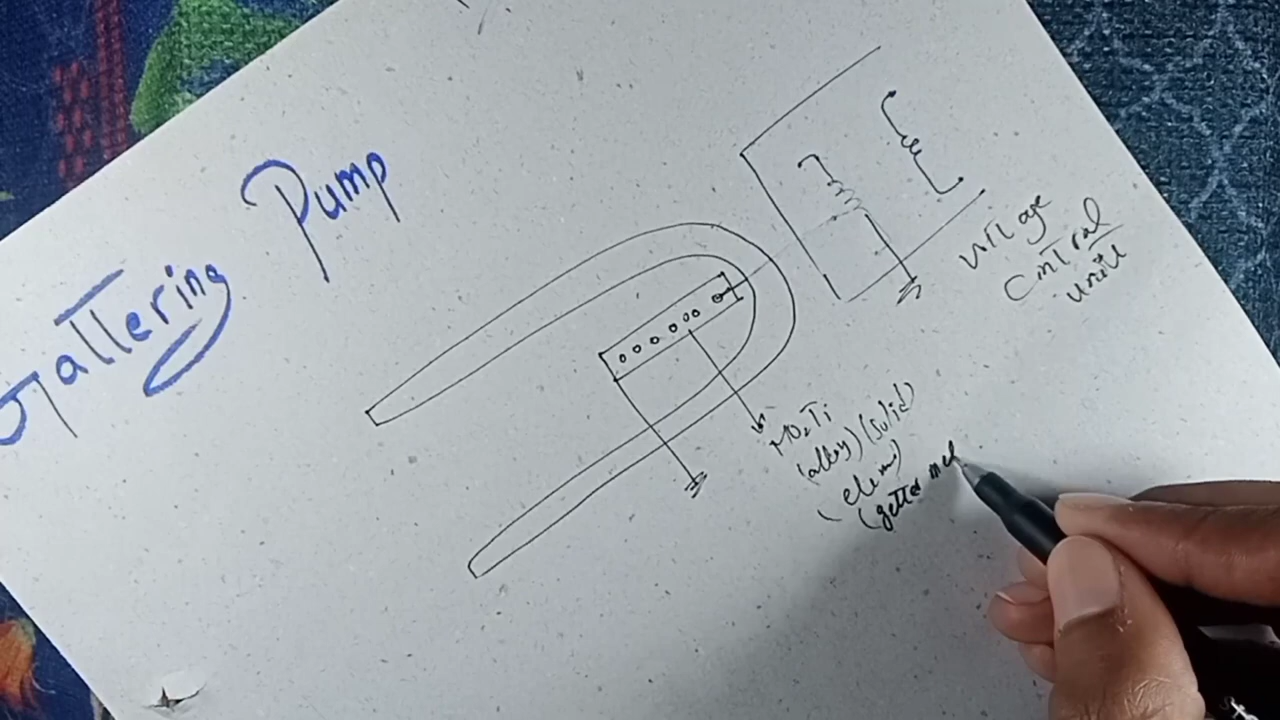 Gattering Pump
Voltage
Control
unit
MO-Ti
(alloy) (Solid)
(elem)
(getter